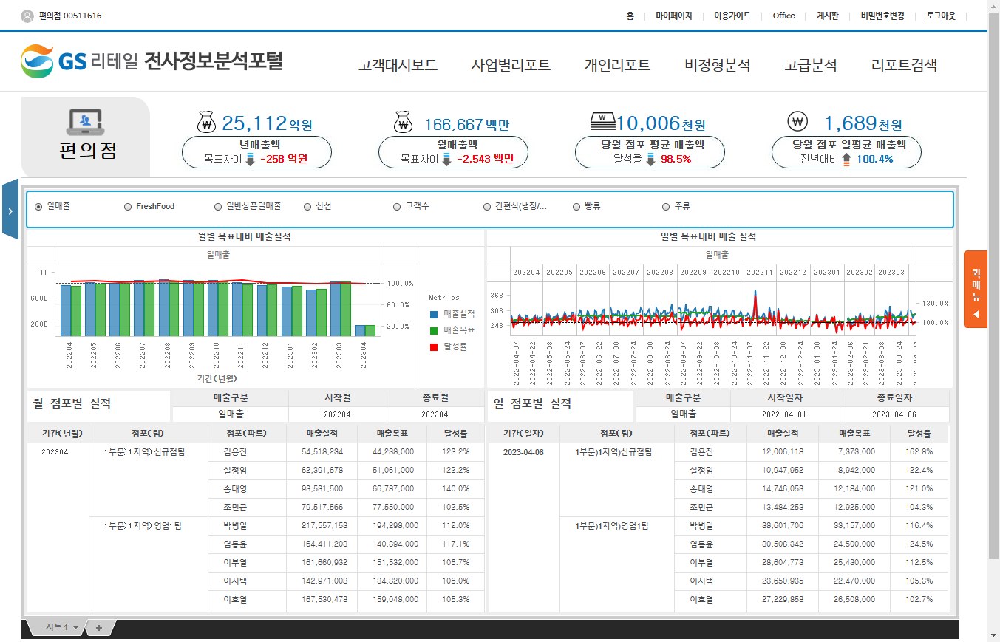 편의점 00511616
홈 마이페이지 이용가이드 Office 게시판 비밀번호변경 로그아웃
GS리테일 전사정보분석포털
고객대시보드 사업별리포트 개인리포트 비정형분석 고급분석 리포트검색
편의점
25,112억원
년매출액
목표차이 -258 억원
166,667백만
월매출액
목표차이 -2,543 백만
10,006천원
당월 점포 평균 매출액
달성률 98.5%
1,689천원
당월 점포 일평균 매출액
전년대비 100.4%
일매출 FreshFood 일반상품일매출 신선 고객수 간편식(냉장/... 빵류 주류
퀵메뉴
월별 목표대비 매출실적
일매출
1T
600B
200B
100.0%
60.0%
20.0%
202204 202205 202206 202207 202208 202209 202210 202211 202212 202301 202302 202303 202304
기간(년월)
Metrics
매출실적
매출목표
달성률
일별 목표대비 매출 실적
일매출
202204 202205 202206 202207 202208 202209 202210 202211 202212 202301 202302 202303
36B
30B
24B
130.0%
100.0%
2022-04-07 2022-04-22 2022-05-08 2022-05-24 2022-06-07 2022-06-22 2022-07-08 2022-07-24 2022-08-08 2022-08-24 2022-09-07 2022-09-22 2022-10-08 2022-10-24 2022-11-07 2022-11-22 2022-12-08 2022-12-24 2023-01-08 2023-01-24 2023-02-06 2023-02-21 2023-03-08 2023-03-24
월 점포별 실적
매출구분 시작월 종료월
일매출 202204 202304
기간(년월) 점포(팀) 점포(파트) 매출실적 매출목표 달성률
202304 1부문)1지역)신규점팀 김용진 54,518,234 44,238,000 123.2%
설정임 62,391,678 51,061,000 122.2%
송태영 93,531,500 66,787,000 140.0%
조민근 79,517,566 77,550,000 102.5%
1부문)1지역)영업1팀 박병일 217,557,153 194,298,000 112.0%
염동윤 164,411,203 140,394,000 117.1%
이부열 161,660,932 151,532,000 106.7%
이시택 142,971,008 134,820,000 106.0%
이호열 167,530,478 159,048,000 105.3%
일 점포별 실적
매출구분 시작일자 종료일자
일매출 2022-04-01 2023-04-06
기간(일자) 점포(팀) 점포(파트) 매출실적 매출목표 달성률
2023-04-06 1부문)1지역)신규점팀 김용진 12,006,118 7,373,000 162.8%
설정임 10,947,952 8,942,000 122.4%
송태영 14,746,053 12,184,000 121.0%
조민근 13,484,253 12,925,000 104.3%
1부문)1지역)영업1팀 박병일 38,601,706 33,157,000 116.4%
염동윤 30,508,342 24,500,000 124.5%
이부열 28,604,773 25,430,000 112.5%
이시택 23,650,935 22,470,000 105.3%
이호열 27,229,858 26,508,000 102.7%
시트 1